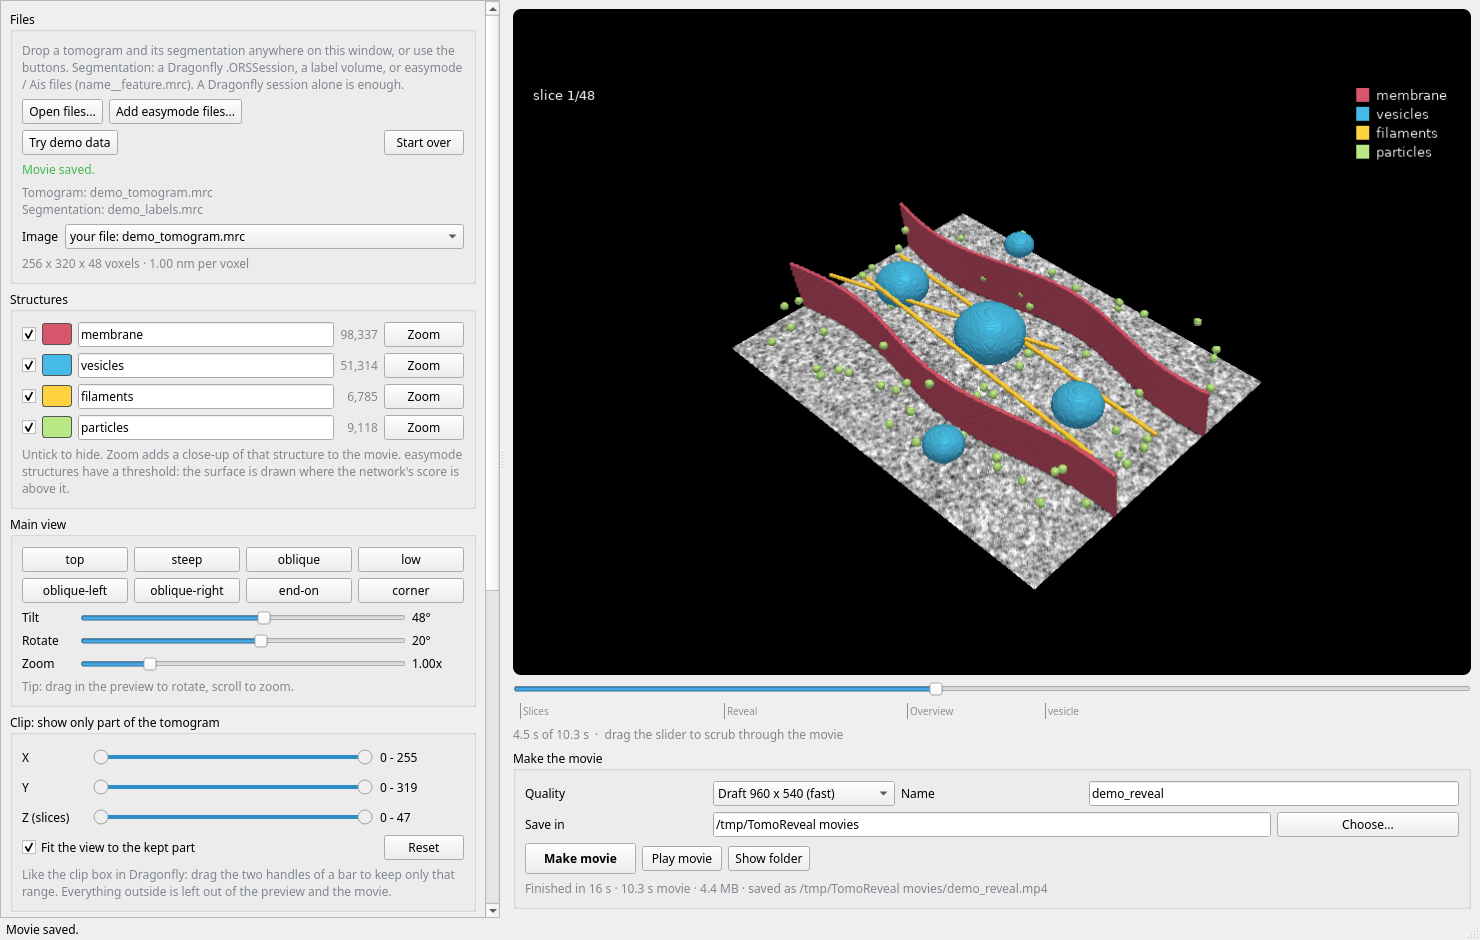 Files
Drop a tomogram and its segmentation anywhere on this window, or use the
buttons. Segmentation: a Dragonfly .ORSSession, a label volume, or easymode
/ Ais files (name__feature.mrc). A Dragonfly session alone is enough.
Open files...
Add easymode files...
Try demo data
Start over
Movie saved.
Tomogram: demo_tomogram.mrc
Segmentation: demo_labels.mrc
Image
your file: demo_tomogram.mrc
256 x 320 x 48 voxels · 1.00 nm per voxel
Structures
membrane
98,337
Zoom
vesicles
51,314
Zoom
filaments
6,785
Zoom
particles
9,118
Zoom
Untick to hide. Zoom adds a close-up of that structure to the movie. easymode
structures have a threshold: the surface is drawn where the network's score is
above it.
Main view
top
steep
oblique
low
oblique-left
oblique-right
end-on
corner
Tilt
48°
Rotate
20°
Zoom
1.00x
Tip: drag in the preview to rotate, scroll to zoom.
Clip: show only part of the tomogram
X
0 - 255
Y
0 - 319
Z (slices)
0 - 47
Fit the view to the kept part
Reset
Like the clip box in Dragonfly: drag the two handles of a bar to keep only that
range. Everything outside is left out of the preview and the movie.
Movie saved.
slice 1/48
membrane
vesicles
filaments
particles
Slices
Reveal
Overview
vesicle
4.5 s of 10.3 s · drag the slider to scrub through the movie
Make the movie
Quality
Draft 960 x 540 (fast)
Name
demo_reveal
Save in
/tmp/TomoReveal movies
Choose...
Make movie
Play movie
Show folder
Finished in 16 s · 10.3 s movie · 4.4 MB · saved as /tmp/TomoReveal movies/demo_reveal.mp4